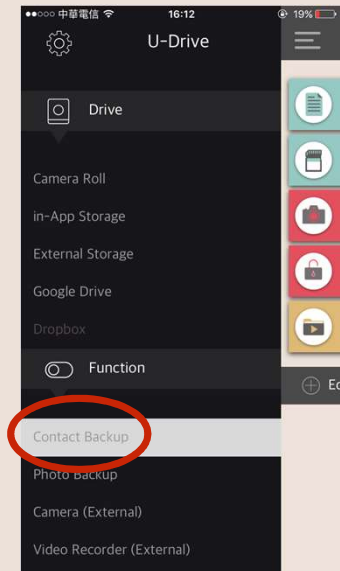 中華電信 16:12 19%
U-Drive
Drive
Camera Roll
in-App Storage
External Storage
Google Drive
Dropbox
Function
Contact Backup
Photo Backup
Camera (External)
Video Recorder (External)